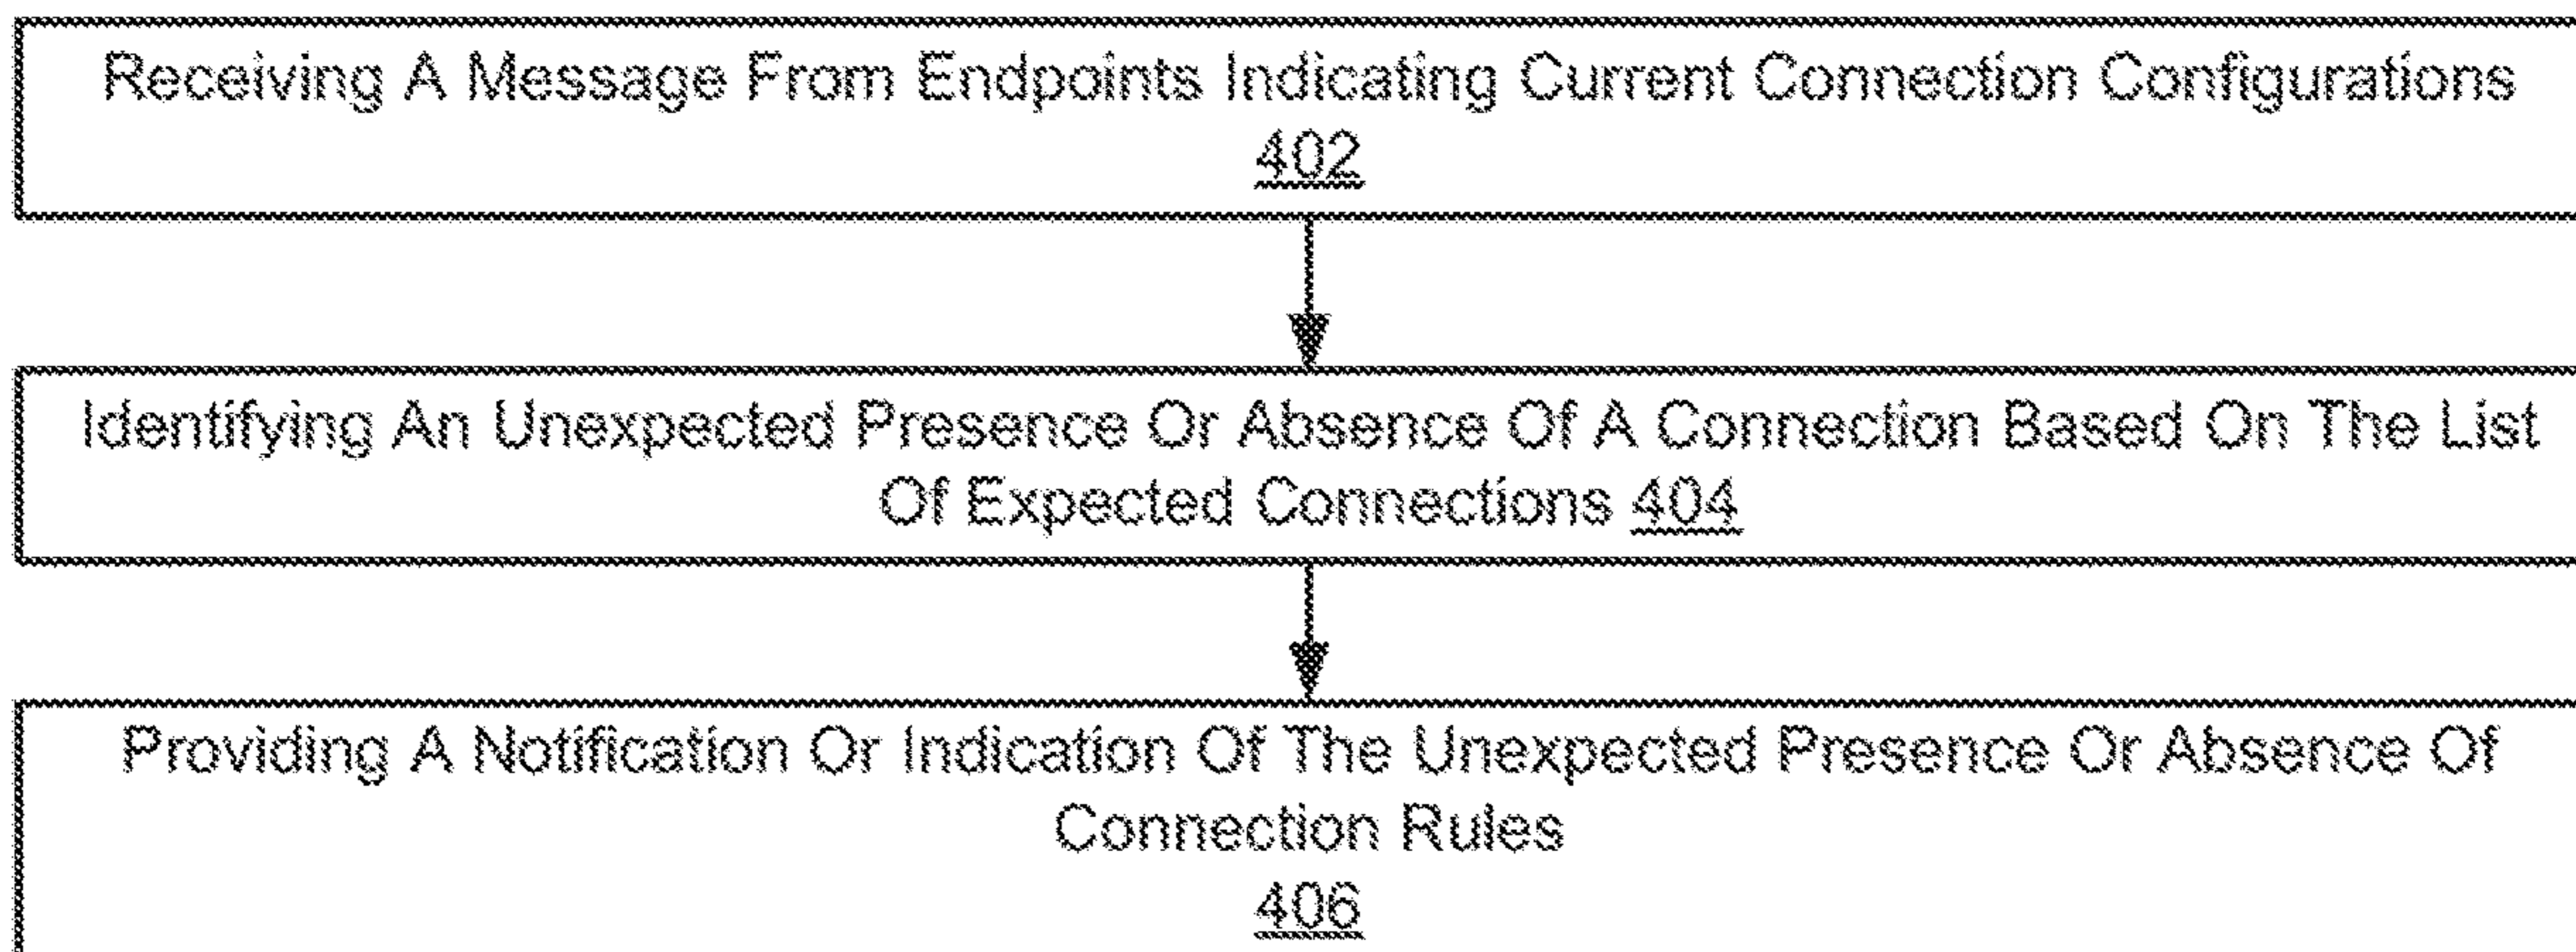 Receiving A Message From Endpoints Indicating Current Connection Configurations
402
Identifying An Unexpected Presence Or Absence Of A Connection Based On The List
Of Expected Connections 404
Providing A Notification Or Indication Of The Unexpected Presence Or Absence Of
Connection Rules
406